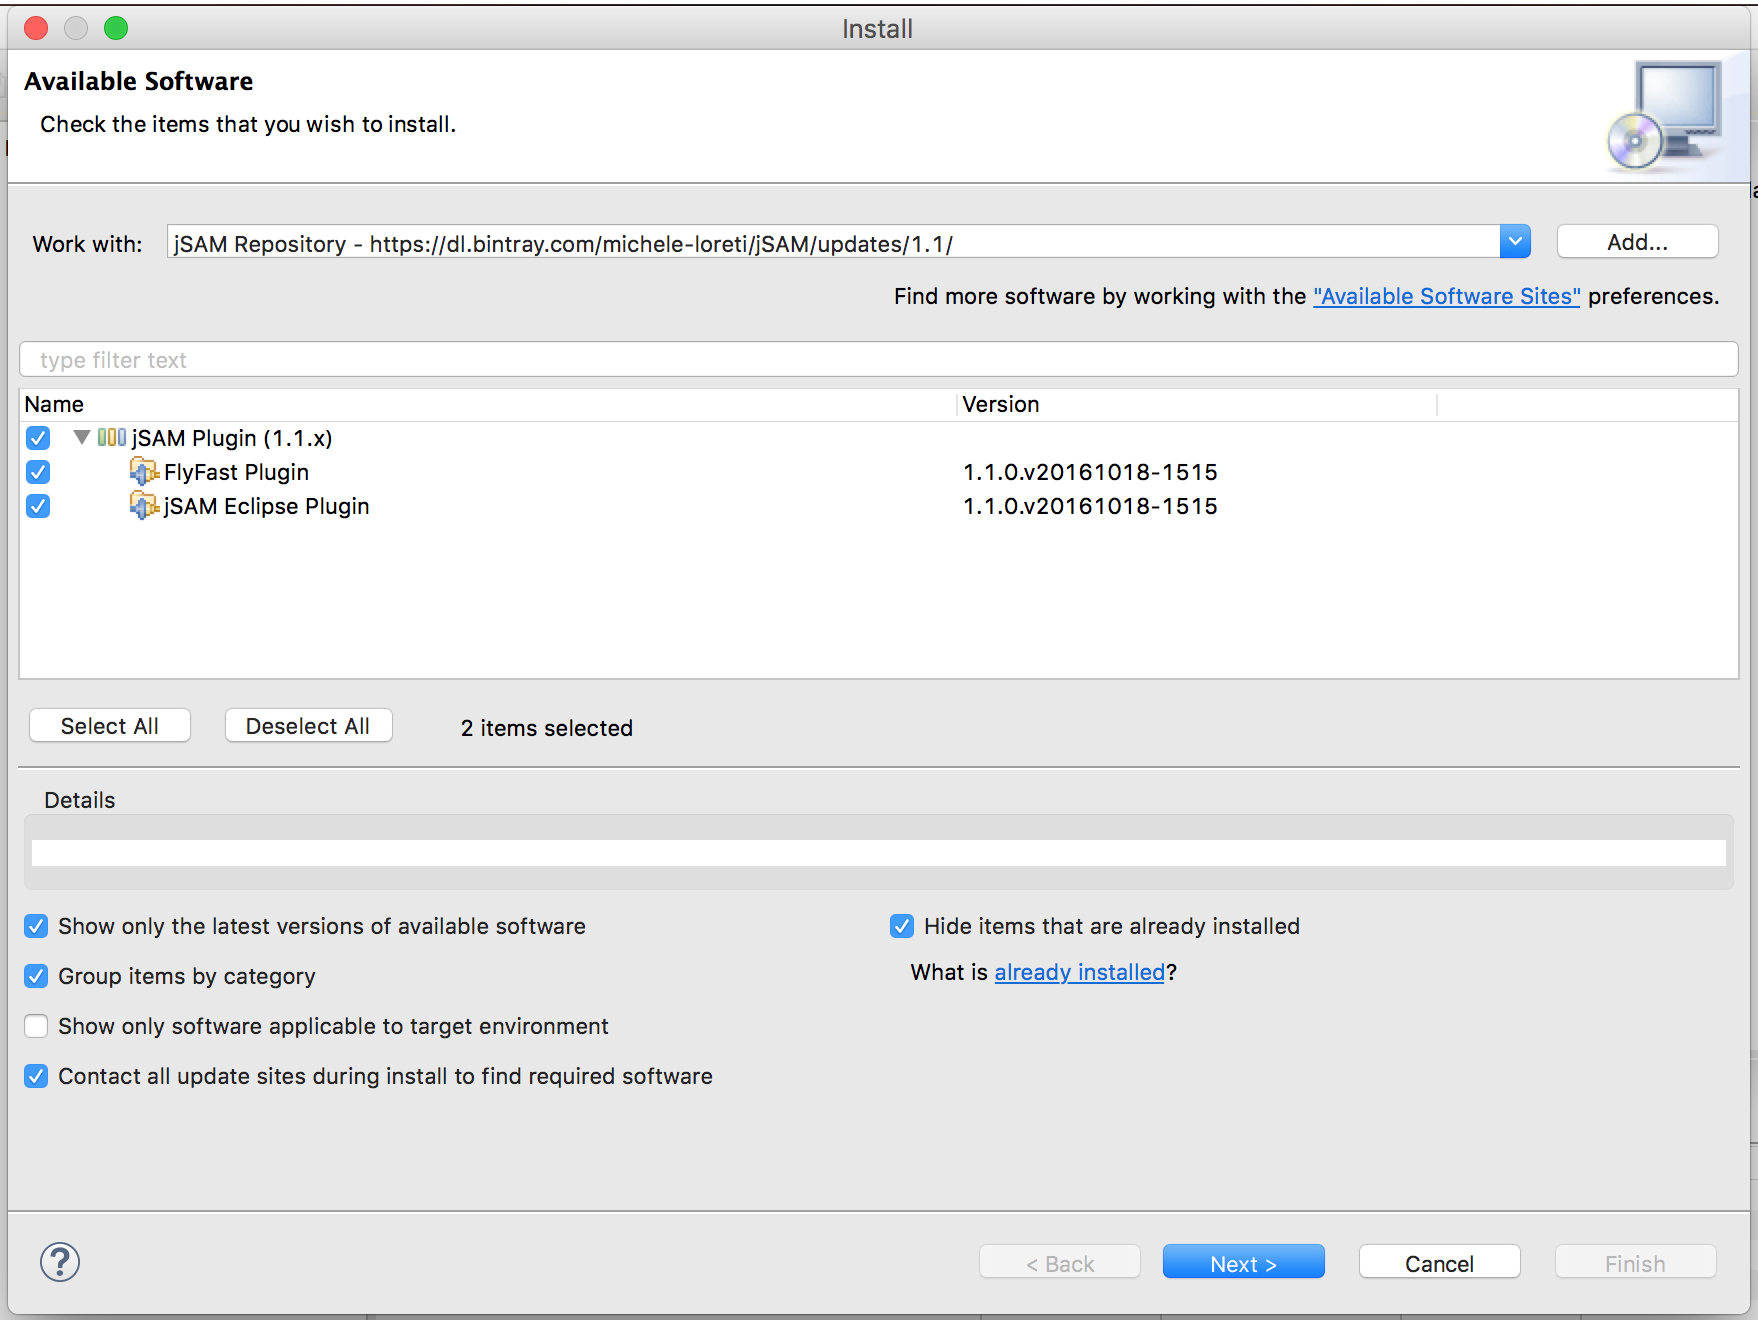 Install
Available Software
Check the items that you wish to install.
Work with: jSAM Repository - https://dl.bintray.com/michele-loreti/jSAM/updates/1.1/ Add...
Find more software by working with the "Available Software Sites" preferences.
type filter text
Name Version
jSAM Plugin (1.1.x)
FlyFast Plugin 1.1.0.v20161018-1515
jSAM Eclipse Plugin 1.1.0.v20161018-1515
Select All Deselect All 2 items selected
Details
Show only the latest versions of available software Hide items that are already installed
Group items by category What is already installed?
Show only software applicable to target environment
Contact all update sites during install to find required software
? < Back Next > Cancel Finish